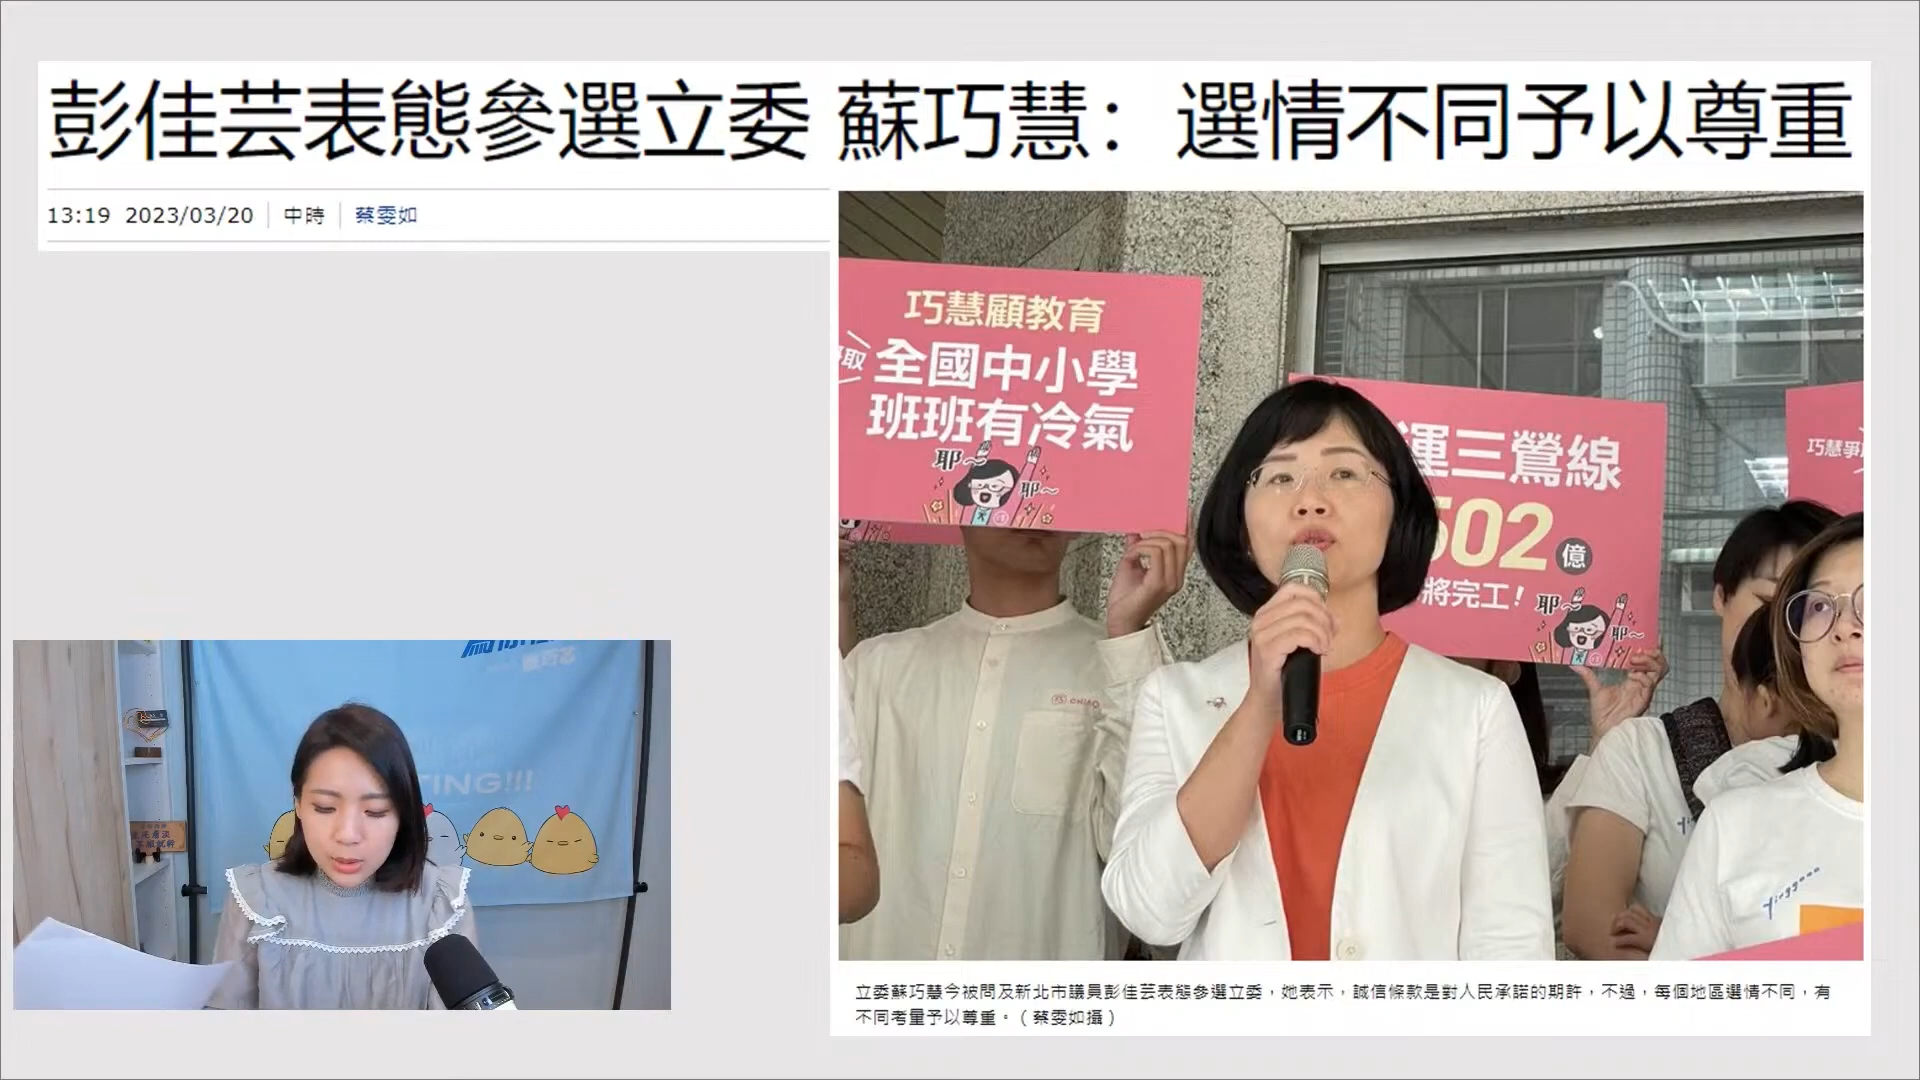 彭佳芸表態參選立委 蘇巧慧：選情不同予以尊重
13:19 2023/03/20 中時 蔡雯如
巧慧顧教育
取
全國中小學
班班有冷氣
耶～
耶～
運三鶯線
502億
將完工！
耶～
耶～
巧慧爭
TING!!!
立委蘇巧慧今被問及新北市議員彭佳芸表態參選立委，她表示，誠信條款是對人民承諾的期許，不過，每個地區選情不同，有
不同考量予以尊重。（蔡雯如攝）